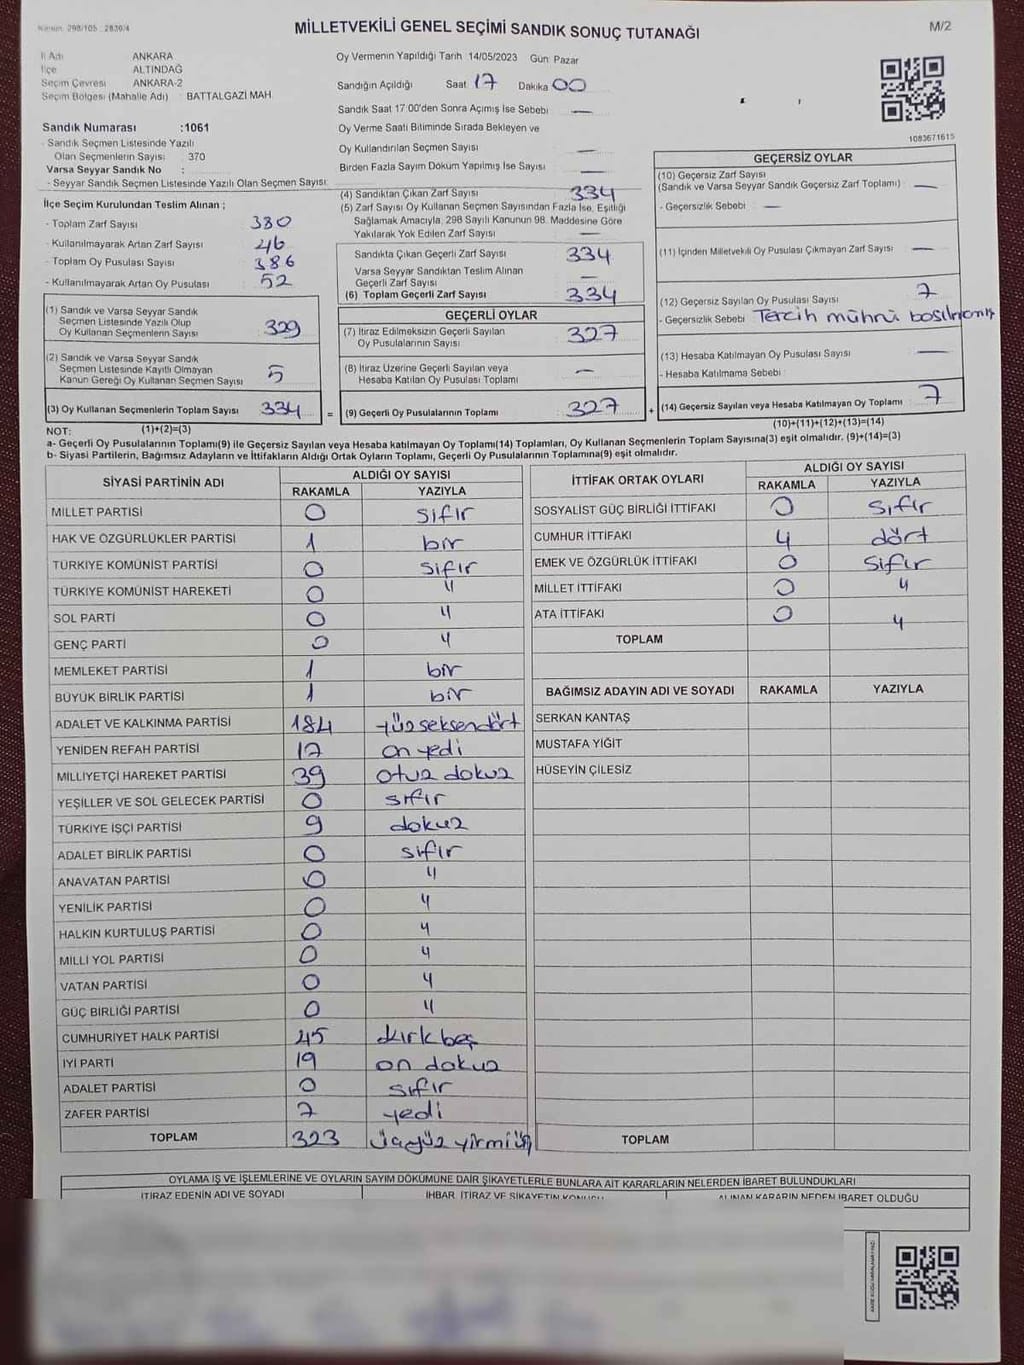 MİLLETVEKİLİ GENEL SEÇİMİ SANDIK SONUÇ TUTANAĞI
M/2
İl Adı ANKARA
İlçe ALTINDAĞ
Seçim Çevresi ANKARA-2
Seçim Bölgesi (Mahalle Adı) : BATTALGAZİ MAH.
Sandık Numarası :1061
- Sandık Seçmen Listesinde Yazılı
Olan Seçmenlerin Sayısı : 370
Varsa Seyyar Sandık No :
- Seyyar Sandık Seçmen Listesinde Yazılı Olan Seçmen Sayısı:
Oy Vermenin Yapıldığı Tarih 14/05/2023 Gün: Pazar
Sandığın Açıldığı Saat 17 Dakika 00
Sandık Saat 17:00'den Sonra Açımış İse Sebebi —
Oy Verme Saati Bitiminde Sırada Bekleyen ve
Oy Kullandırılan Seçmen Sayısı —
Birden Fazla Sayım Döküm Yapılmış İse Sayısı —
1083671615
İlçe Seçim Kurulundan Teslim Alınan ;
- Toplam Zarf Sayısı 380
- Kullanılmayarak Artan Zarf Sayısı 46
- Toplam Oy Pusulası Sayısı 386
- Kullanılmayarak Artan Oy Pusulası 52
(1) Sandık ve Varsa Seyyar Sandık
Seçmen Listesinde Yazılı Olup
Oy Kullanan Seçmenlerin Sayısı 329
(2) Sandık ve Varsa Seyyar Sandık
Seçmen Listesinde Kayıtlı Olmayan
Kanun Gereği Oy Kullanan Seçmen Sayısı 5
(3) Oy Kullanan Seçmenlerin Toplam Sayısı 334 =
(4) Sandıktan Çıkan Zarf Sayısı 334
(5) Zarf Sayısı Oy Kullanan Seçmen Sayısından Fazla İse, Eşitliği
Sağlamak Amacıyla, 298 Sayılı Kanunun 98. Maddesine Göre
Yakılarak Yok Edilen Zarf Sayısı —
Sandıkta Çıkan Geçerli Zarf Sayısı 334
Varsa Seyyar Sandıktan Teslim Alınan
Geçerli Zarf Sayısı —
(6) Toplam Geçerli Zarf Sayısı 334
GEÇERLİ OYLAR
(7) İtiraz Edilmeksizin Geçerli Sayılan
Oy Pusulalarının Sayısı 327
(8) İtiraz Üzerine Geçerli Sayılan veya
Hesaba Katılan Oy Pusulası Toplamı —
(9) Geçerli Oy Pusulalarının Toplamı 327 +
GEÇERSİZ OYLAR
(10) Geçersiz Zarf Sayısı
(Sandık ve Varsa Seyyar Sandık Geçersiz Zarf Toplamı) : —
- Geçersizlik Sebebi : —
(11) İçinden Milletvekili Oy Pusulası Çıkmayan Zarf Sayısı —
(12) Geçersiz Sayılan Oy Pusulası Sayısı 7
- Geçersizlik Sebebi : Tercih mührü basılmamış
(13) Hesaba Katılmayan Oy Pusulası Sayısı —
- Hesaba Katılmama Sebebi :
(14) Geçersiz Sayılan veya Hesaba Katılmayan Oy Toplamı 7
NOT: (1)+(2)=(3) (10)+(11)+(12)+(13)=(14)
a- Geçerli Oy Pusulalarının Toplamı(9) ile Geçersiz Sayılan veya Hesaba katılmayan Oy Toplamı(14) Toplamları, Oy Kullanan Seçmenlerin Toplam Sayısına(3) eşit olmalıdır. (9)+(14)=(3)
b- Siyasi Partilerin, Bağımsız Adayların ve İttifakların Aldığı Ortak Oyların Toplamı, Geçerli Oy Pusulalarının Toplamına(9) eşit olmalıdır.
SİYASİ PARTİNİN ADI ALDIĞI OY SAYISI
RAKAMLA YAZIYLA
MİLLET PARTİSİ 0 sıfır
HAK VE ÖZGÜRLÜKLER PARTİSİ 1 bir
TÜRKİYE KOMÜNİST PARTİSİ 0 sıfır
TÜRKİYE KOMÜNİST HAREKETİ 0 "
SOL PARTİ 0 "
GENÇ PARTİ 0 "
MEMLEKET PARTİSİ 1 bir
BÜYÜK BİRLİK PARTİSİ 1 bir
ADALET VE KALKINMA PARTİSİ 184 yüzseksendört
YENİDEN REFAH PARTİSİ 17 on yedi
MİLLİYETÇİ HAREKET PARTİSİ 39 otuz dokuz
YEŞİLLER VE SOL GELECEK PARTİSİ 0 sıfır
TÜRKİYE İŞÇİ PARTİSİ 9 dokuz
ADALET BİRLİK PARTİSİ 0 sıfır
ANAVATAN PARTİSİ 0 "
YENİLİK PARTİSİ 0 "
HALKIN KURTULUŞ PARTİSİ 0 "
MİLLİ YOL PARTİSİ 0 "
VATAN PARTİSİ 0 "
GÜÇ BİRLİĞİ PARTİSİ 0 "
CUMHURİYET HALK PARTİSİ 45 kırkbeş
İYİ PARTİ 19 on dokuz
ADALET PARTİSİ 0 sıfır
ZAFER PARTİSİ 7 yedi
TOPLAM 323 üçyüz yirmiüç
İTTİFAK ORTAK OYLARI ALDIĞI OY SAYISI
RAKAMLA YAZIYLA
SOSYALİST GÜÇ BİRLİĞİ İTTİFAKI 0 sıfır
CUMHUR İTTİFAKI 4 dört
EMEK VE ÖZGÜRLÜK İTTİFAKI 0 sıfır
MİLLET İTTİFAKI 0 "
ATA İTTİFAKI 0 "
TOPLAM
BAĞIMSIZ ADAYIN ADI VE SOYADI RAKAMLA YAZIYLA
SERKAN KANTAŞ
MUSTAFA YİĞİT
HÜSEYİN ÇİLESİZ
TOPLAM
OYLAMA İŞ VE İŞLEMLERİNE VE OYLARIN SAYIM DÖKÜMÜNE DAİR ŞİKAYETLERLE BUNLARA AİT KARARLARIN NELERDEN İBARET BULUNDUKLARI
İTİRAZ EDENİN ADI VE SOYADI İHBAR, İTİRAZ VE ŞİKAYETİN KONUSU ALINAN KARARIN NEDEN İBARET OLDUĞU